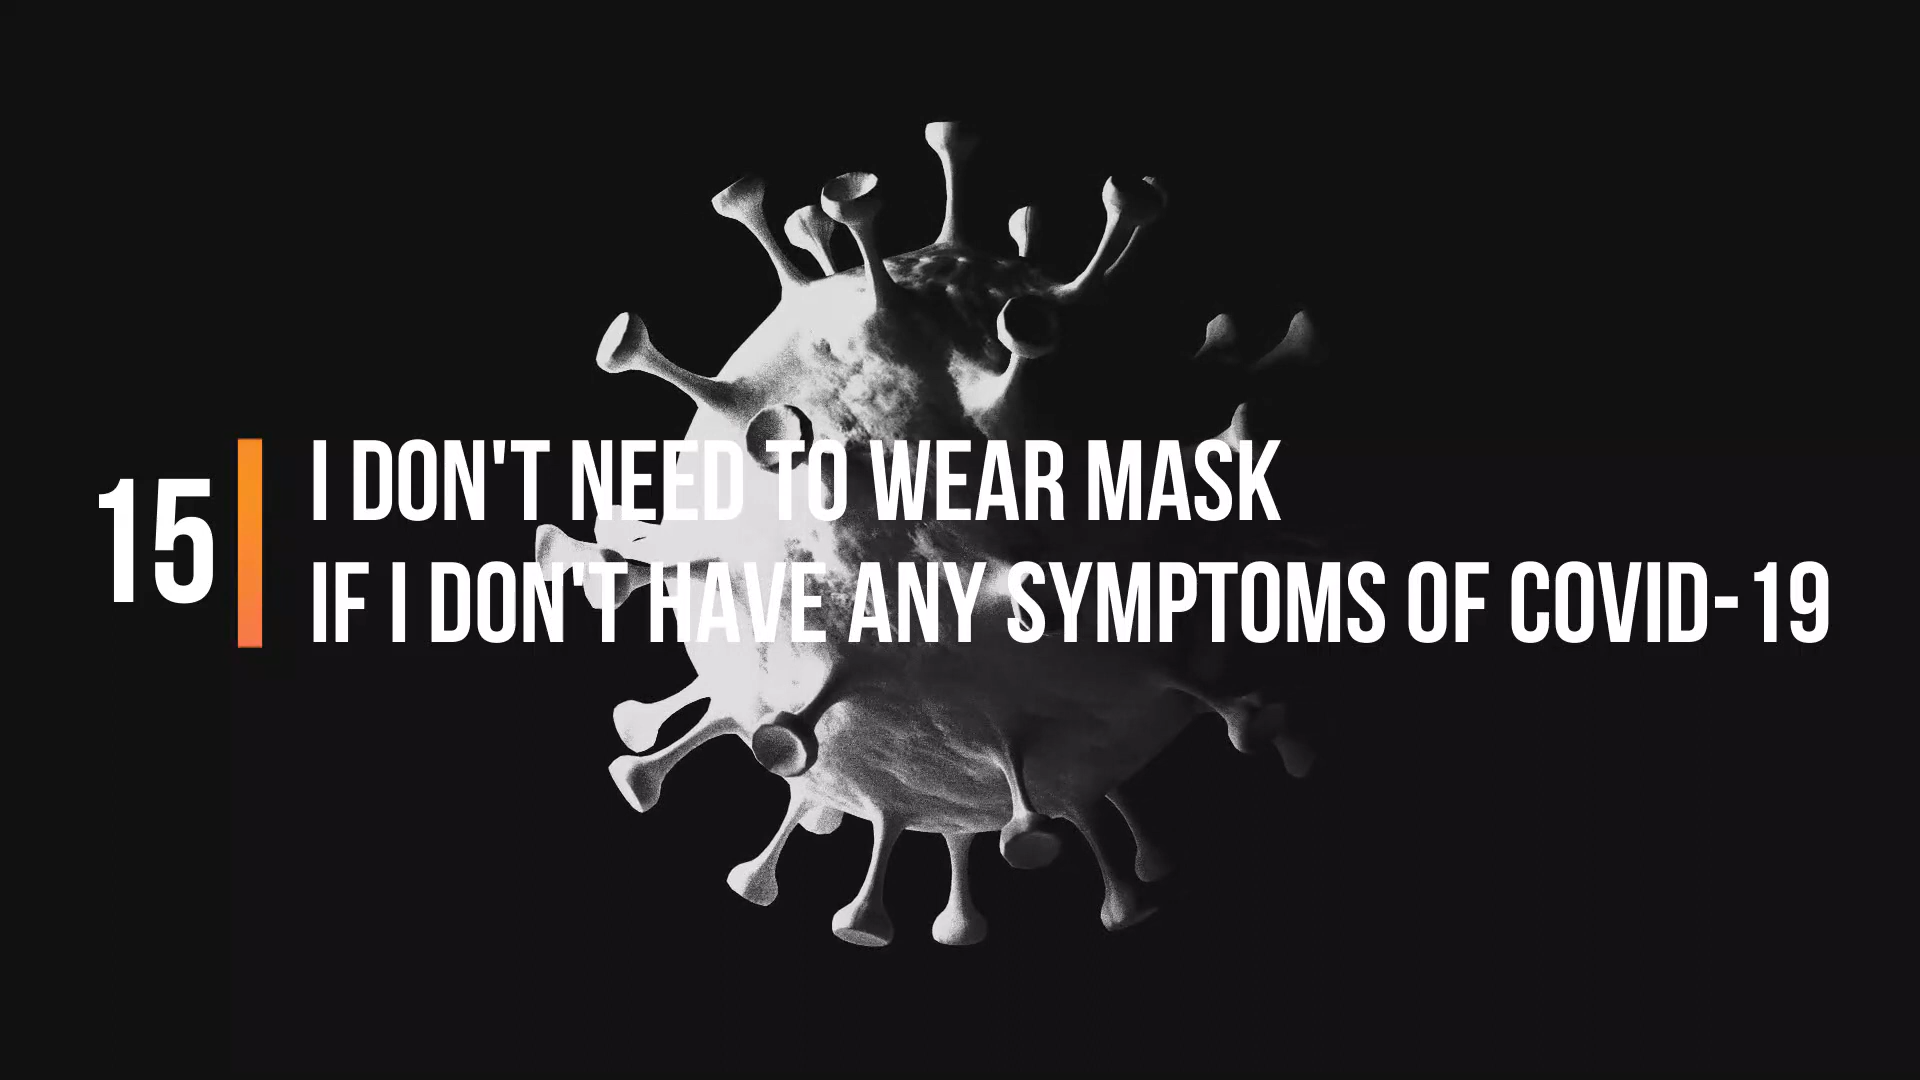 15
I DON'T NEED TO WEAR MASK
IF I DON'T HAVE ANY SYMPTOMS OF COVID-19